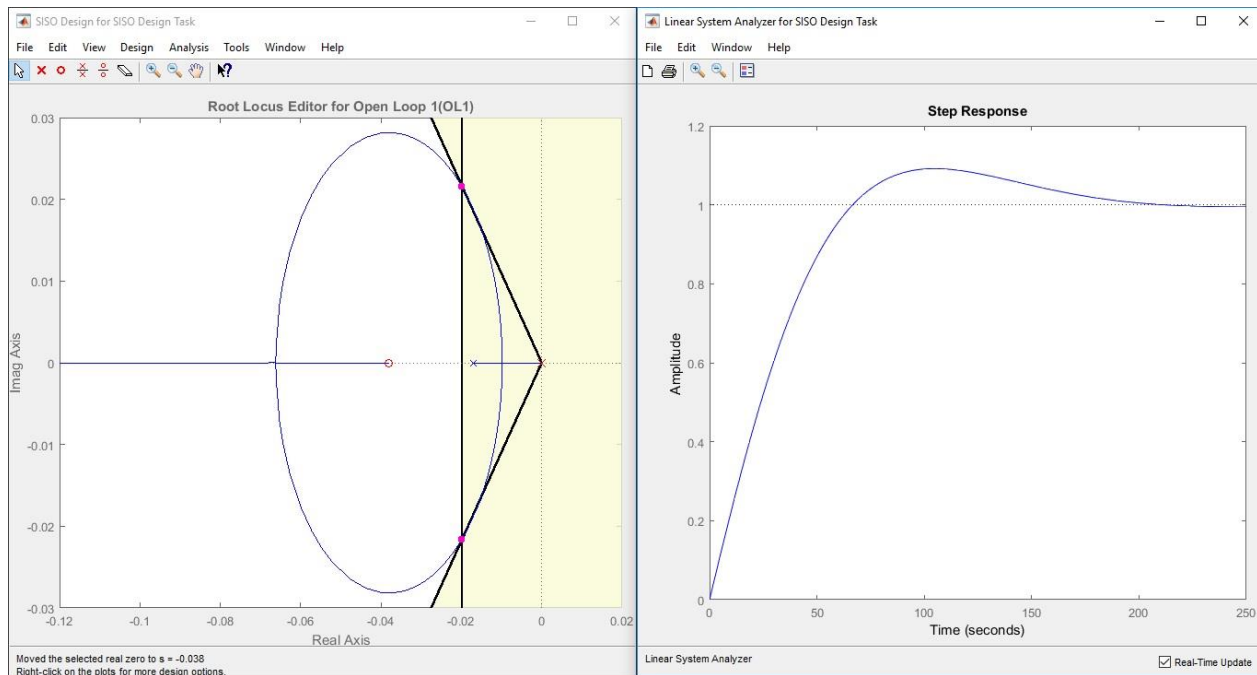 SISO Design for SISO Design Task
File Edit View Design Analysis Tools Window Help
Root Locus Editor for Open Loop 1(OL1)
0.03
0.02
0.01
0
-0.01
-0.02
-0.03
Imag Axis
-0.12 -0.1 -0.08 -0.06 -0.04 -0.02 0 0.02
Real Axis
Moved the selected real zero to s = -0.038
Right-click on the plots for more design options.
Linear System Analyzer for SISO Design Task
File Edit Window Help
Step Response
1.2
1
0.8
0.6
0.4
0.2
0
Amplitude
0 50 100 150 200 250
Time (seconds)
Linear System Analyzer
Real-Time Update